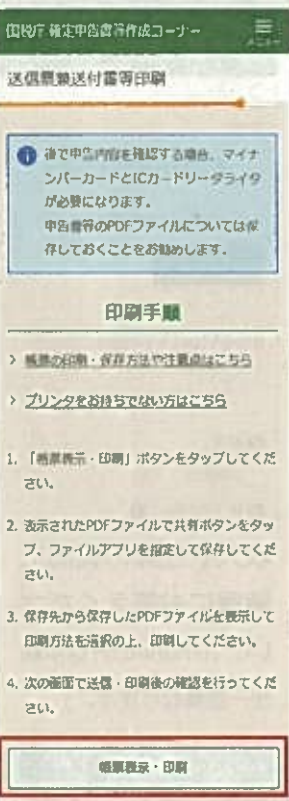 国税庁 確定申告書等作成コーナー
メニュー
送信票兼送付書等印刷
後で申告内容を確認する場合、マイナ
ンバーカードとICカードリーダライタ
が必要になります。
申告書等のPDFファイルについては保
存しておくことをお勧めします。
印刷手順
> 帳票の印刷・保存方法や注意点はこちら
> プリンタをお持ちでない方はこちら
1. 「帳票表示・印刷」ボタンをタップしてくだ
さい。
2. 表示されたPDFファイルで共有ボタンをタッ
プ、ファイルアプリを指定して保存してくだ
さい。
3. 保存先から保存したPDFファイルを表示して
印刷方法を選択の上、印刷してください。
4. 次の画面で送信・印刷後の確認を行ってくだ
さい。
帳票表示・印刷